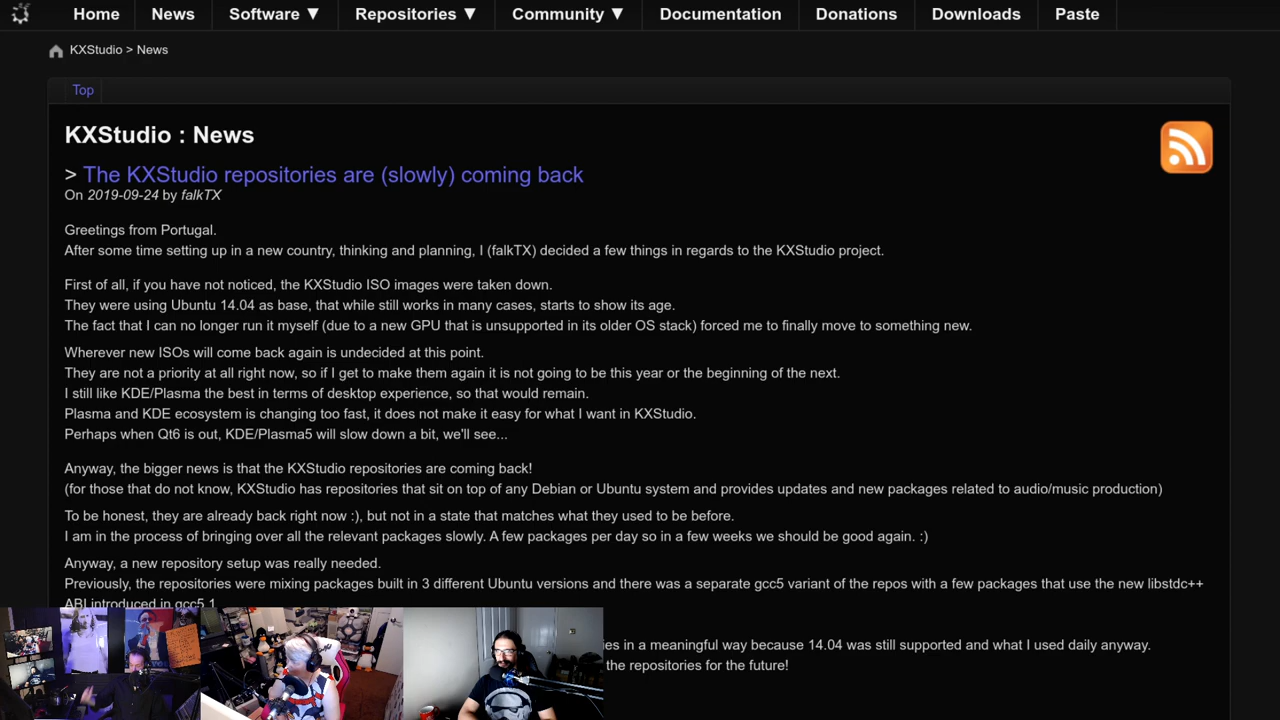 Home News Software ▼ Repositories ▼ Community ▼ Documentation Donations Downloads Paste
KXStudio > News
Top
KXStudio : News
> The KXStudio repositories are (slowly) coming back
On 2019-09-24 by falkTX
Greetings from Portugal.
After some time setting up in a new country, thinking and planning, I (falkTX) decided a few things in regards to the KXStudio project.
First of all, if you have not noticed, the KXStudio ISO images were taken down.
They were using Ubuntu 14.04 as base, that while still works in many cases, starts to show its age.
The fact that I can no longer run it myself (due to a new GPU that is unsupported in its older OS stack) forced me to finally move to something new.
Wherever new ISOs will come back again is undecided at this point.
They are not a priority at all right now, so if I get to make them again it is not going to be this year or the beginning of the next.
I still like KDE/Plasma the best in terms of desktop experience, so that would remain.
Plasma and KDE ecosystem is changing too fast, it does not make it easy for what I want in KXStudio.
Perhaps when Qt6 is out, KDE/Plasma5 will slow down a bit, we'll see...
Anyway, the bigger news is that the KXStudio repositories are coming back!
(for those that do not know, KXStudio has repositories that sit on top of any Debian or Ubuntu system and provides updates and new packages related to audio/music production)
To be honest, they are already back right now :), but not in a state that matches what they used to be before.
I am in the process of bringing over all the relevant packages slowly. A few packages per day so in a few weeks we should be good again. :)
Anyway, a new repository setup was really needed.
Previously, the repositories were mixing packages built in 3 different Ubuntu versions and there was a separate gcc5 variant of the repos with a few packages that use the new libstdc++
ABI introduced in gcc5.1.
in a meaningful way because 14.04 was still supported and what I used daily anyway.
the repositories for the future!